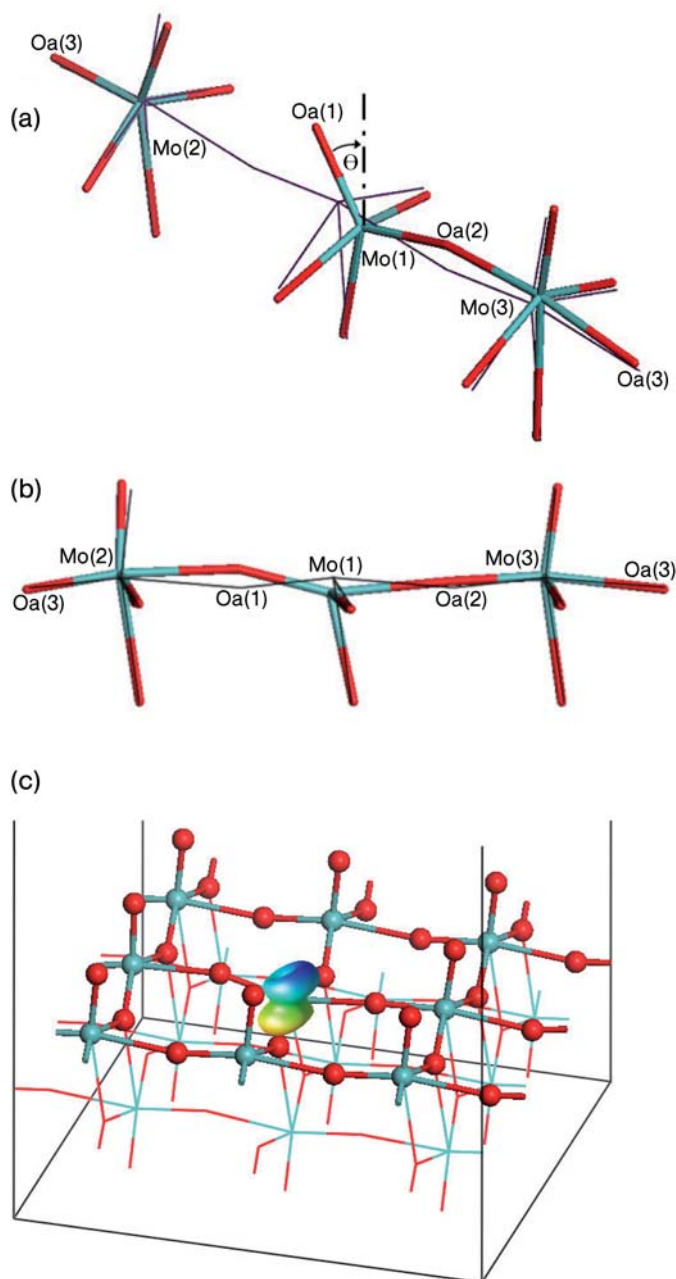 (a)
Oa(3)
Mo(2)
Oa(1)
Θ
Oa(2)
Mo(1)
Mo(3)
Oa(3)
(b)
Mo(2)
Mo(1)
Mo(3)
Oa(3)
Oa(3)
Oa(1)
Oa(2)
(c)